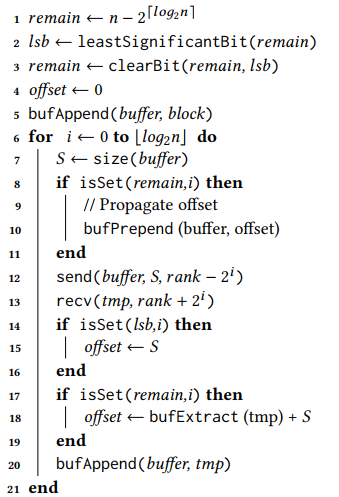 1 remain ← n − 2^⌈log₂n⌉
2 lsb ← leastSignificantBit(remain)
3 remain ← clearBit(remain, lsb)
4 offset ← 0
5 bufAppend(buffer, block)
6 for i ← 0 to ⌊log₂n⌋ do
7 S ← size(buffer)
8 if isSet(remain,i) then
9 // Propagate offset
10 bufPrepend (buffer, offset)
11 end
12 send(buffer, S, rank − 2^i)
13 recv(tmp, rank + 2^i)
14 if isSet(lsb,i) then
15 offset ← S
16 end
17 if isSet(remain,i) then
18 offset ← bufExtract (tmp) + S
19 end
20 bufAppend(buffer, tmp)
21 end